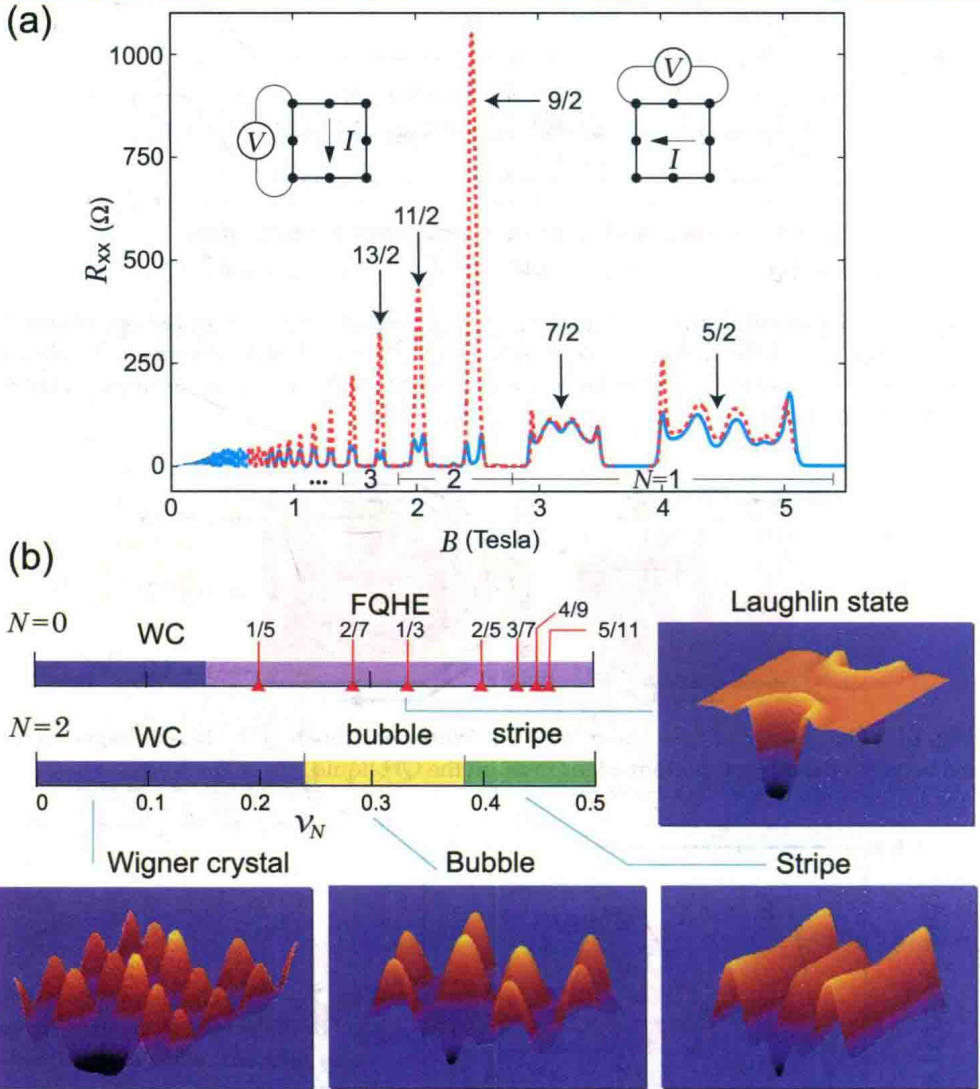 (a)
1000
750
500
250
0
R_xx (Ω)
V
I
V
I
9/2
11/2
13/2
7/2
5/2
... 3 2 N=1
0 1 2 3 4 5
B (Tesla)
(b)
FQHE
N=0
WC
1/5 2/7 1/3 2/5 3/7 4/9 5/11
Laughlin state
N=2
WC bubble stripe
0 0.1 0.2 0.3 0.4 0.5
ν_N
Wigner crystal
Bubble
Stripe